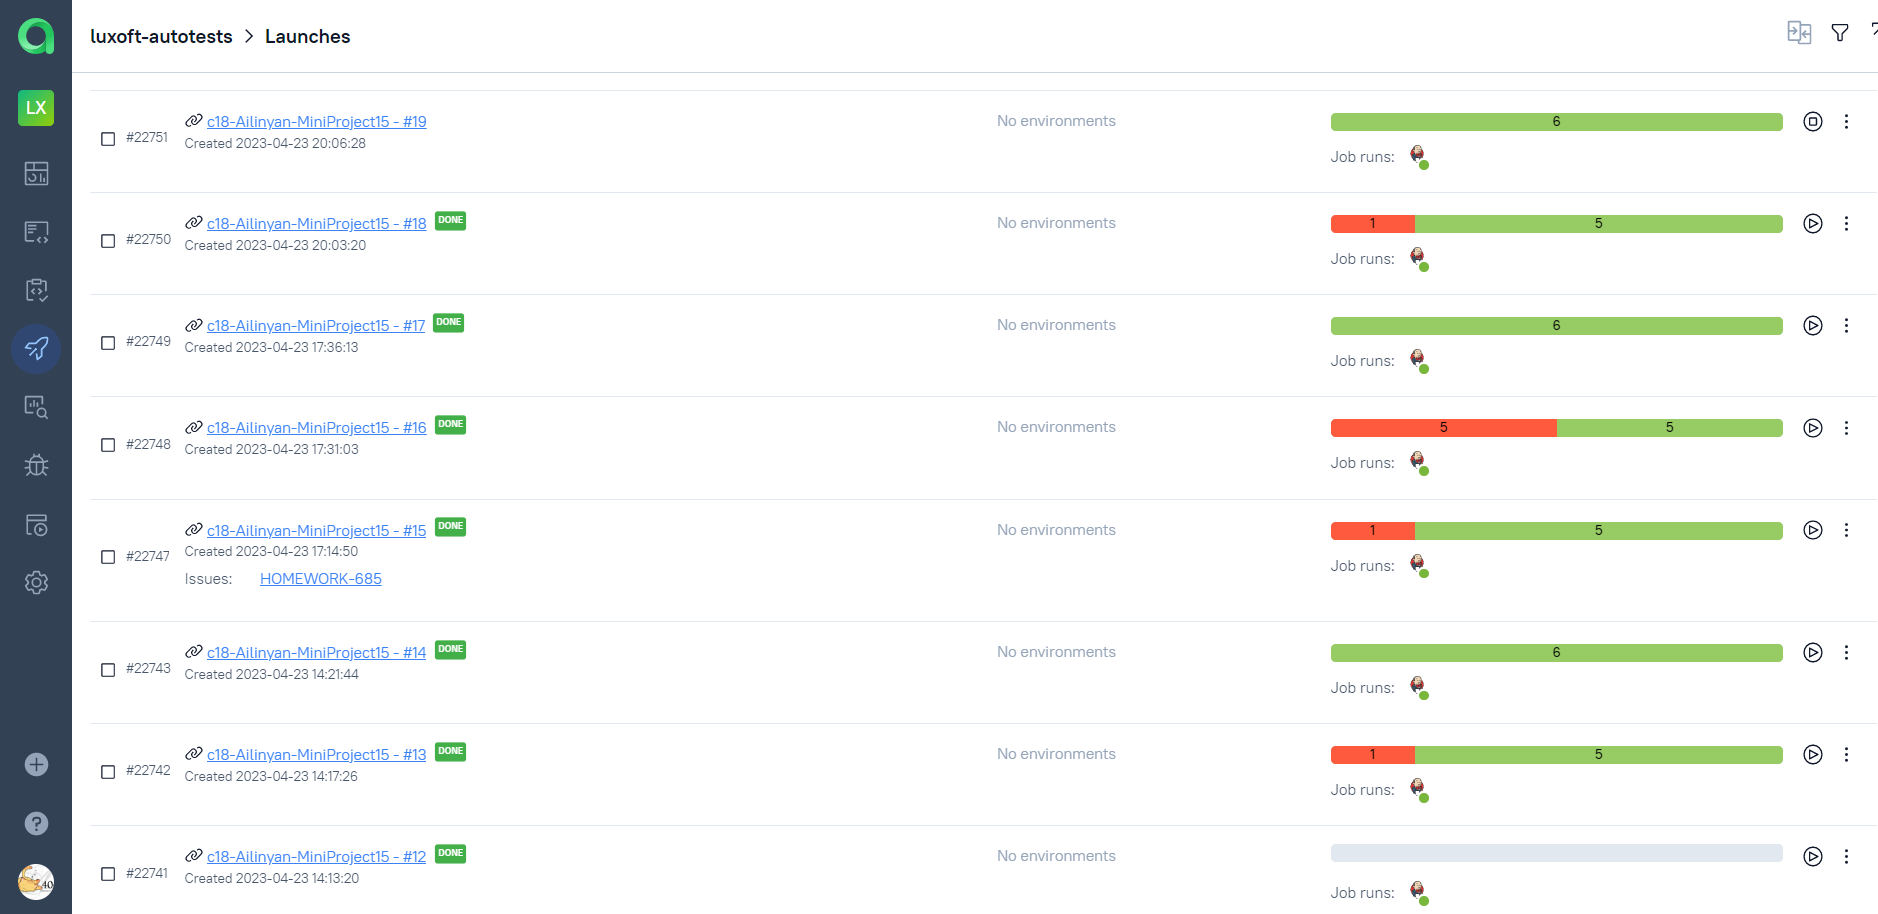 luxoft-autotests > Launches
LX
#22751
c18-Ailinyan-MiniProject15 - #19
Created 2023-04-23 20:06:28
No environments
6
Job runs:
#22750
c18-Ailinyan-MiniProject15 - #18 DONE
Created 2023-04-23 20:03:20
No environments
1 5
Job runs:
#22749
c18-Ailinyan-MiniProject15 - #17 DONE
Created 2023-04-23 17:36:13
No environments
6
Job runs:
#22748
c18-Ailinyan-MiniProject15 - #16 DONE
Created 2023-04-23 17:31:03
No environments
5 5
Job runs:
#22747
c18-Ailinyan-MiniProject15 - #15 DONE
Created 2023-04-23 17:14:50
Issues: HOMEWORK-685
No environments
1 5
Job runs:
#22743
c18-Ailinyan-MiniProject15 - #14 DONE
Created 2023-04-23 14:21:44
No environments
6
Job runs:
#22742
c18-Ailinyan-MiniProject15 - #13 DONE
Created 2023-04-23 14:17:26
No environments
1 5
Job runs:
#22741
c18-Ailinyan-MiniProject15 - #12 DONE
Created 2023-04-23 14:13:20
No environments
Job runs:
40